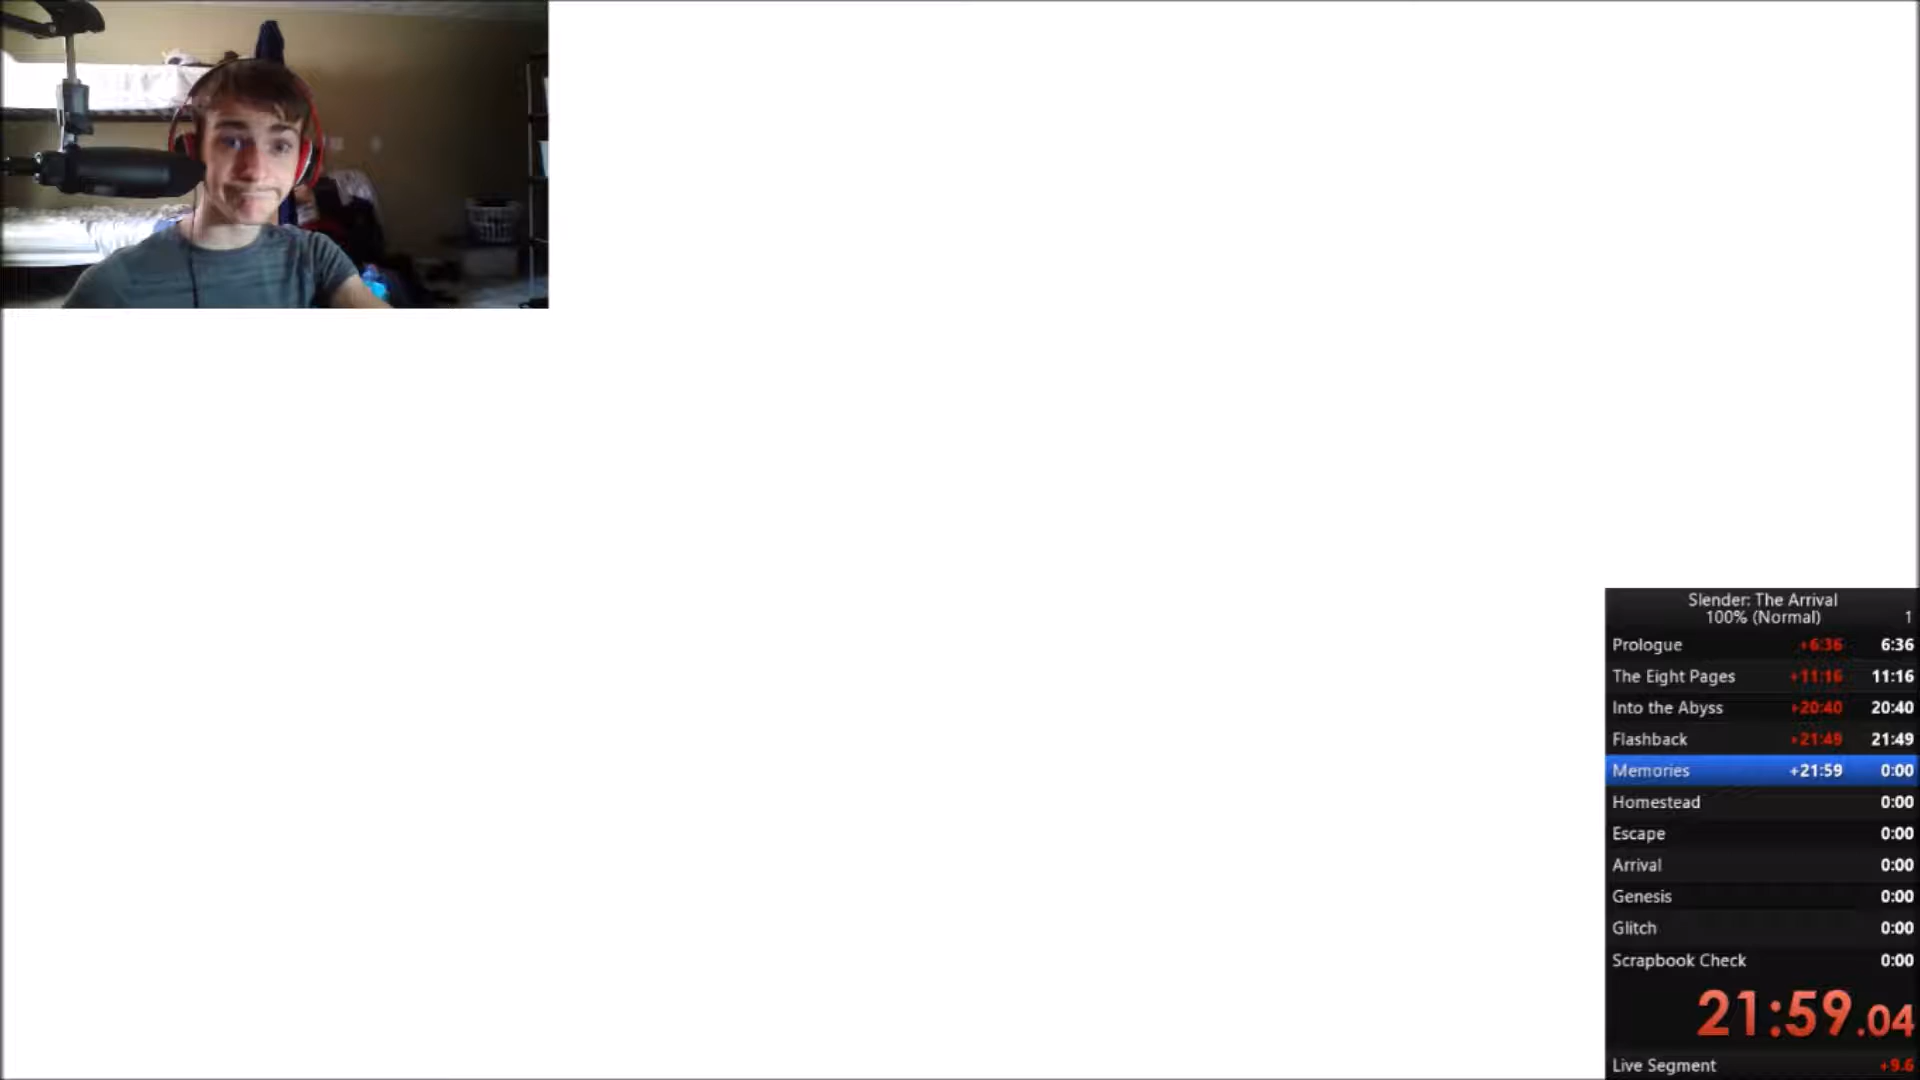 Slender: The Arrival
100% (Normal) 1
Prologue +6:36 6:36
The Eight Pages +11:16 11:16
Into the Abyss +20:40 20:40
Flashback +21:49 21:49
Memories +21:59 0:00
Homestead 0:00
Escape 0:00
Arrival 0:00
Genesis 0:00
Glitch 0:00
Scrapbook Check 0:00
21:59.04
Live Segment +9.6